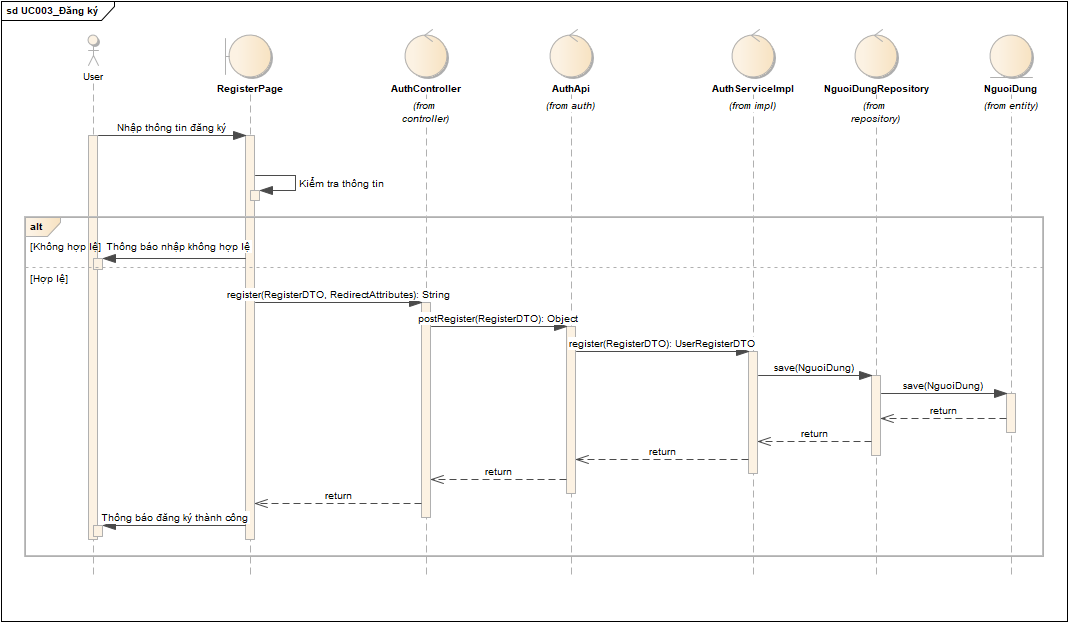 sd UC003_Đăng ký
User
RegisterPage
AuthController
(from
controller)
AuthApi
(from auth)
AuthServiceImpl
(from impl)
NguoiDungRepository
(from
repository)
NguoiDung
(from entity)
Nhập thông tin đăng ký
Kiểm tra thông tin
alt
[Không hợp lệ]
Thông báo nhập không hợp lệ
[Hợp lệ]
register(RegisterDTO, RedirectAttributes): String
postRegister(RegisterDTO): Object
register(RegisterDTO): UserRegisterDTO
save(NguoiDung)
save(NguoiDung)
return
return
return
return
return
Thông báo đăng ký thành công